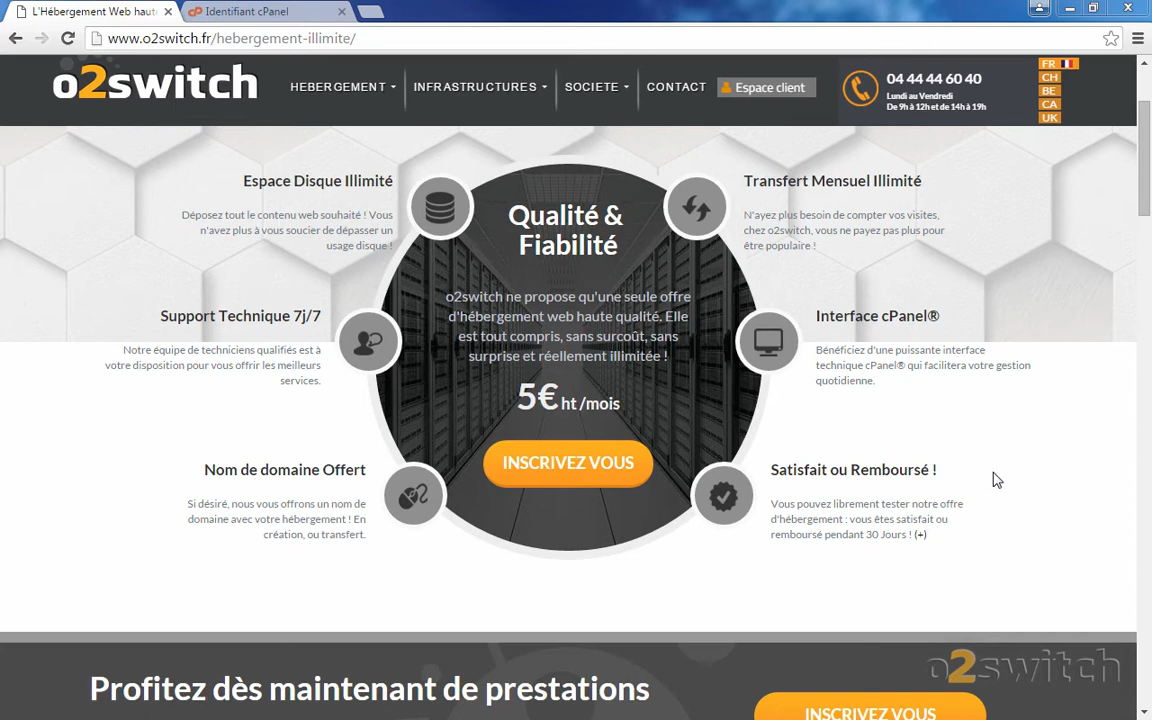 L'Hébergement Web haut
Identifiant cPanel
www.o2switch.fr/hebergement-illimite/
o2switch
HEBERGEMENT
INFRASTRUCTURES
SOCIETE
CONTACT
Espace client
04 44 44 60 40
Lundi au Vendredi
De 9h à 12h et de 14h à 19h
FR
CH
BE
CA
UK
Espace Disque Illimité
Déposez tout le contenu web souhaité ! Vous
n'avez plus à vous soucier de dépasser un
usage disque !
Support Technique 7j/7
Notre équipe de techniciens qualifiés est à
votre disposition pour vous offrir les meilleurs
services.
Nom de domaine Offert
Si désiré, nous vous offrons un nom de
domaine avec votre hébergement ! En
création, ou transfert.
Qualité &
Fiabilité
o2switch ne propose qu'une seule offre
d'hébergement web haute qualité. Elle
est tout compris, sans surcoût, sans
surprise et réellement illimitée !
5€ ht /mois
INSCRIVEZ VOUS
Transfert Mensuel Illimité
N'ayez plus besoin de compter vos visites,
chez o2switch, vous ne payez pas plus pour
être populaire !
Interface cPanel®
Bénéficiez d'une puissante interface
technique cPanel® qui facilitera votre gestion
quotidienne.
Satisfait ou Remboursé !
Vous pouvez librement tester notre offre
d'hébergement : vous êtes satisfait ou
remboursé pendant 30 Jours ! (+)
Profitez dès maintenant de prestations
INSCRIVEZ VOUS
o2switch